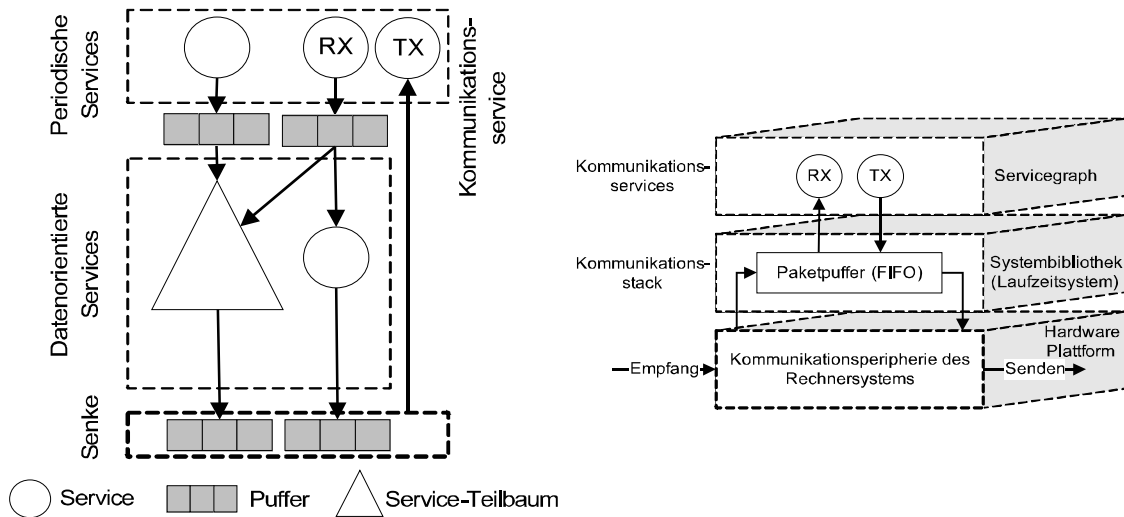 Periodische
Services
RX
TX
Kommunikations-
service
Datenorientierte
Services
Senke
Service
Puffer
Service-Teilbaum
Kommunikations-
services
RX
TX
Servicegraph
Kommunikations-
stack
Paketpuffer (FIFO)
Systembibliothek
(Laufzeitsystem)
Hardware
Plattform
Empfang
Kommunikationsperipherie des
Rechnersystems
Senden